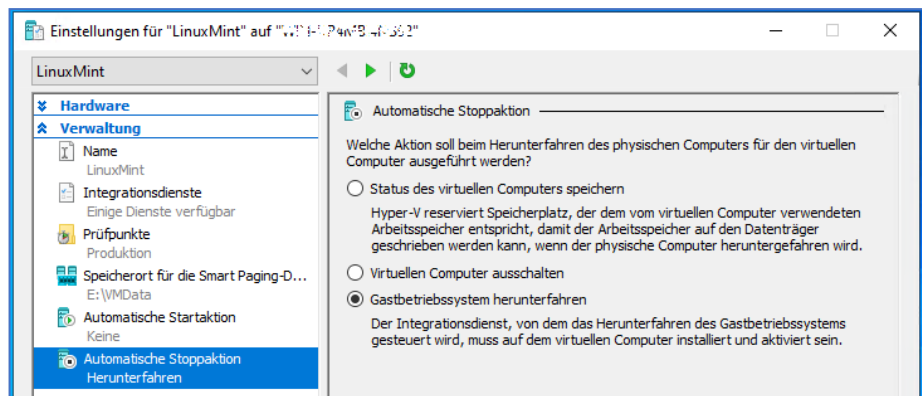 Einstellungen für "LinuxMint" auf "
LinuxMint
Hardware
Verwaltung
Name
LinuxMint
Integrationsdienste
Einige Dienste verfügbar
Prüfpunkte
Produktion
Speicherort für die Smart Paging-D...
E:\VMData
Automatische Startaktion
Keine
Automatische Stoppaktion
Herunterfahren
Automatische Stoppaktion
Welche Aktion soll beim Herunterfahren des physischen Computers für den virtuellen
Computer ausgeführt werden?
Status des virtuellen Computers speichern
Hyper-V reserviert Speicherplatz, der dem vom virtuellen Computer verwendeten
Arbeitsspeicher entspricht, damit der Arbeitsspeicher auf den Datenträger
geschrieben werden kann, wenn der physische Computer heruntergefahren wird.
Virtuellen Computer ausschalten
Gastbetriebssystem herunterfahren
Der Integrationsdienst, von dem das Herunterfahren des Gastbetriebssystems
gesteuert wird, muss auf dem virtuellen Computer installiert und aktiviert sein.